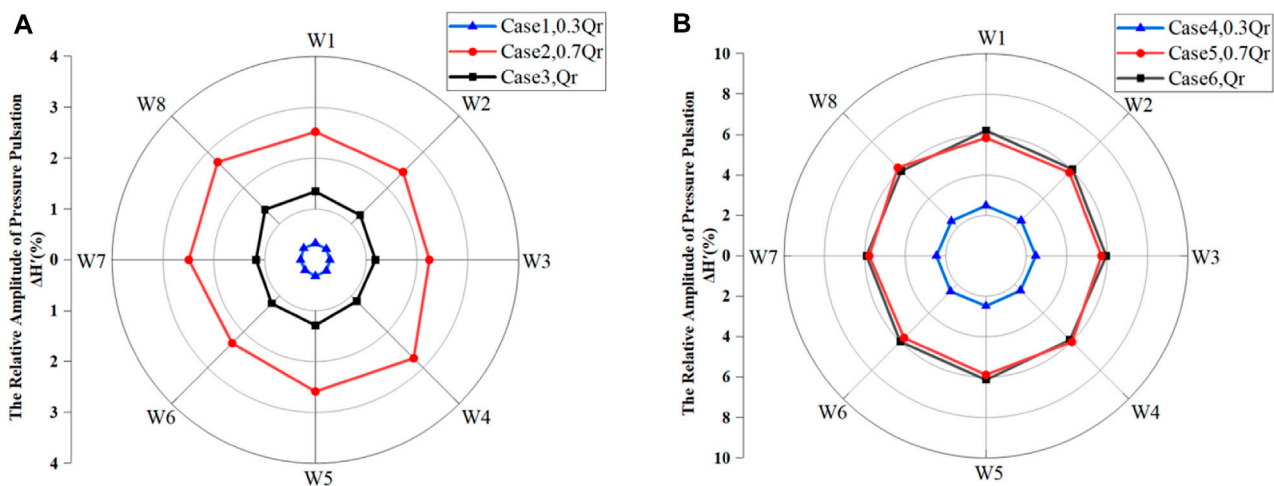 A
Case1,0.3Qr
Case2,0.7Qr
Case3,Qr
The Relative Amplitude of Pressure Pulsation
ΔH'(%)
4
3
2
1
0
1
2
3
4
W1
W2
W3
W4
W5
W6
W7
W8
B
Case4,0.3Qr
Case5,0.7Qr
Case6,Qr
The Relative Amplitude of Pressure Pulsation
ΔH'(%)
10
8
6
4
2
0
2
4
6
8
10
W1
W2
W3
W4
W5
W6
W7
W8